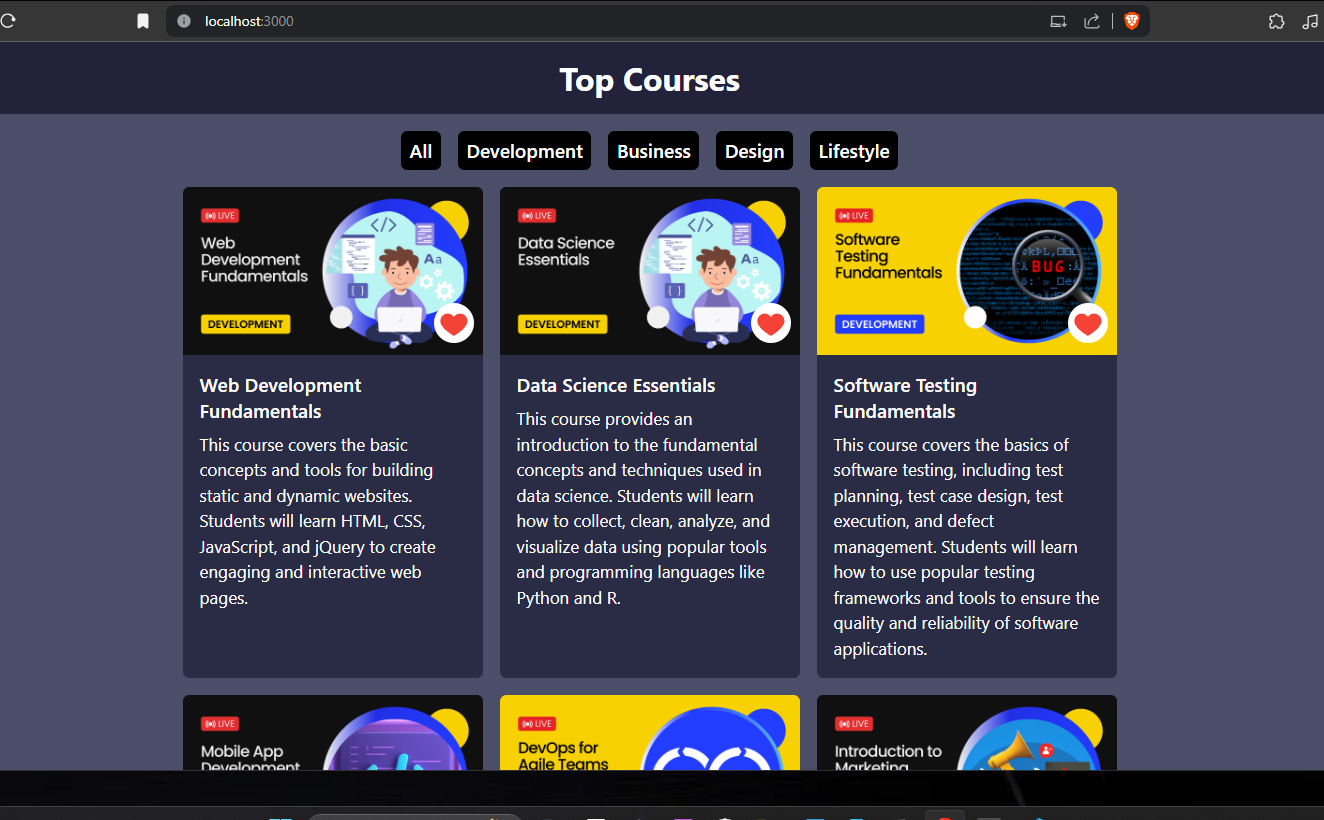 localhost:3000
Top Courses
All Development Business Design Lifestyle
LIVE
Web
Development
Fundamentals
DEVELOPMENT
Web Development
Fundamentals
This course covers the basic
concepts and tools for building
static and dynamic websites.
Students will learn HTML, CSS,
JavaScript, and jQuery to create
engaging and interactive web
pages.
LIVE
Data Science
Essentials
DEVELOPMENT
Data Science Essentials
This course provides an
introduction to the fundamental
concepts and techniques used in
data science. Students will learn
how to collect, clean, analyze, and
visualize data using popular tools
and programming languages like
Python and R.
LIVE
Software
Testing
Fundamentals
BUG
DEVELOPMENT
Software Testing
Fundamentals
This course covers the basics of
software testing, including test
planning, test case design, test
execution, and defect
management. Students will learn
how to use popular testing
frameworks and tools to ensure the
quality and reliability of software
applications.
LIVE
Mobile App
Development
LIVE
DevOps for
Agile Teams
LIVE
Introduction to
Marketing